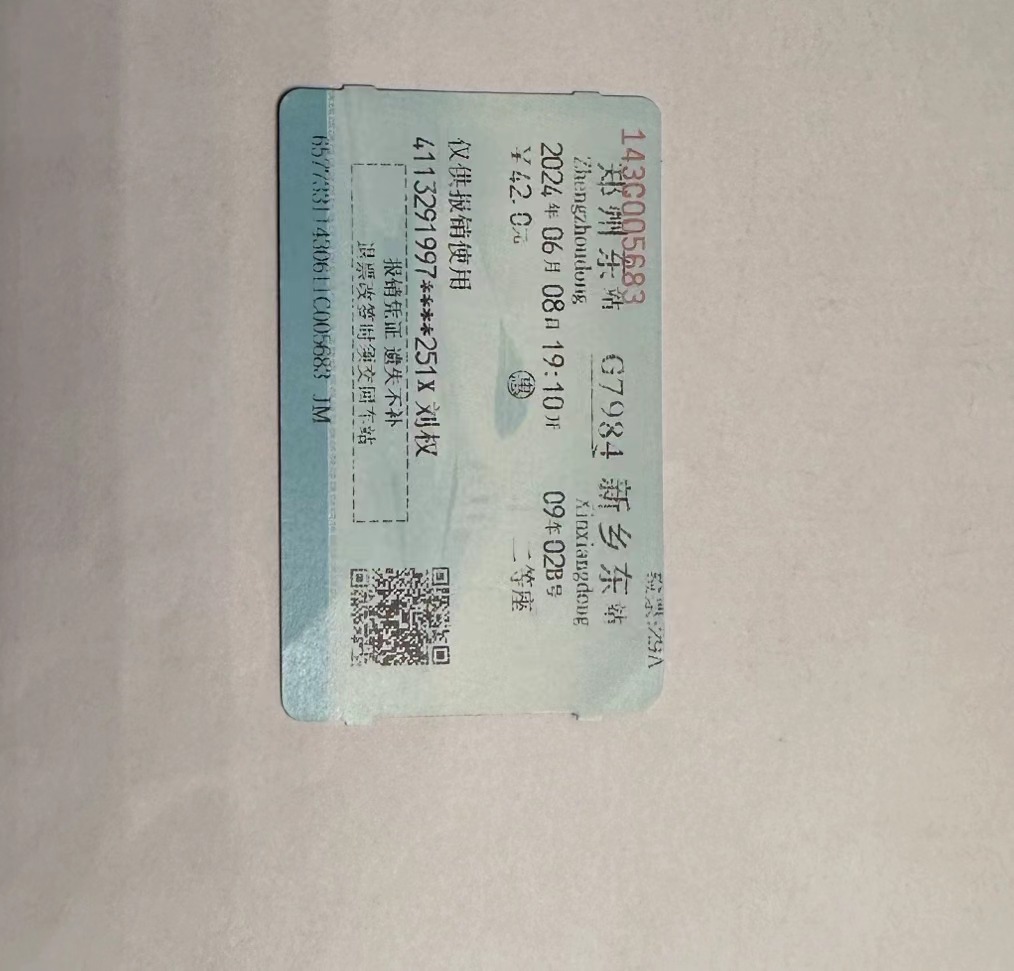 143G005683
郑州东站 G7984 新乡东站
Zhengzhoudong Xinxiangdong
2024年06月08日19:10开 09车02B号
￥42.0元 惠 二等座
仅供报销使用
4113291997****251X 刘权
报销凭证 遗失不补
退票改签时须交回车站
JM